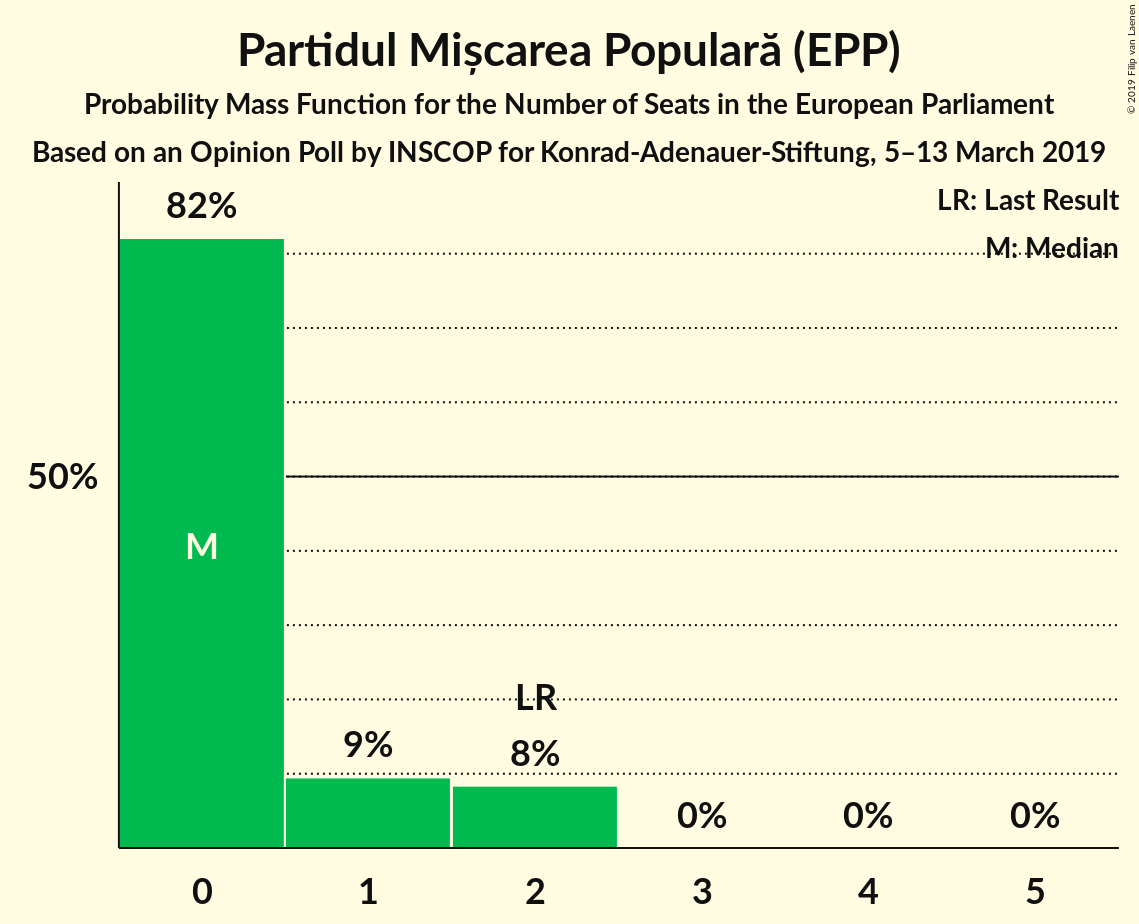 Partidul Mișcarea Populară (EPP)
Probability Mass Function for the Number of Seats in the European Parliament
Based on an Opinion Poll by INSCOP for Konrad-Adenauer-Stiftung, 5–13 March 2019
© 2019 Filip van Laenen
LR: Last Result
M: Median
82%
50%
M
LR
9%
8%
0%
0%
0%
0
1
2
3
4
5